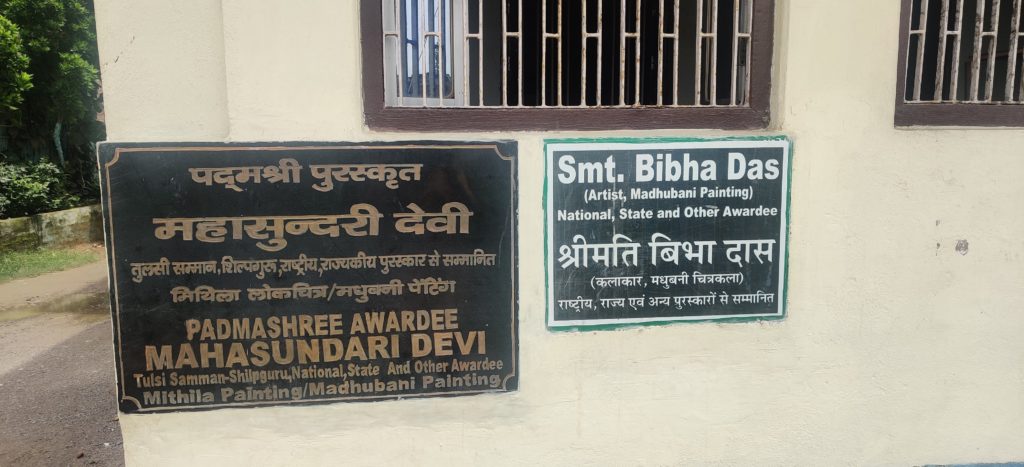 पद्मश्री पुरस्कृत
महासुन्दरी देवी
तुलसी सम्मान,शिल्पगुरू,राष्ट्रीय,राज्यकीय पुरस्कार से सम्मानित
मिथिला लोकचित्र/मधुवनी पेंटिंग
PADMASHREE AWARDEE
MAHASUNDARI DEVI
Tulsi Samman-Shilpguru,National,State And Other Awardee
Mithila Painting/Madhubani Painting
Smt. Bibha Das
(Artist, Madhubani Painting)
National, State and Other Awardee
श्रीमति बिभा दास
(कलाकार, मधुबनी चित्रकला)
राष्ट्रीय, राज्य एवं अन्य पुरस्कारों से सम्मानित